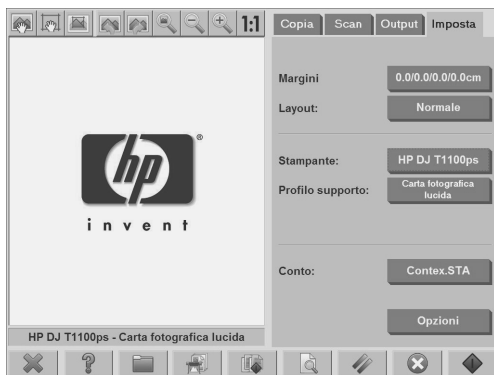 1:1
Copia Scan Output Imposta
Margini 0.0/0.0/0.0/0.0cm
Layout: Normale
hp®
invent
Stampante: HP DJ T1100ps
Profilo supporto: Carta fotografica
lucida
Conto: Contex.STA
Opzioni
HP DJ T1100ps - Carta fotografica lucida
?